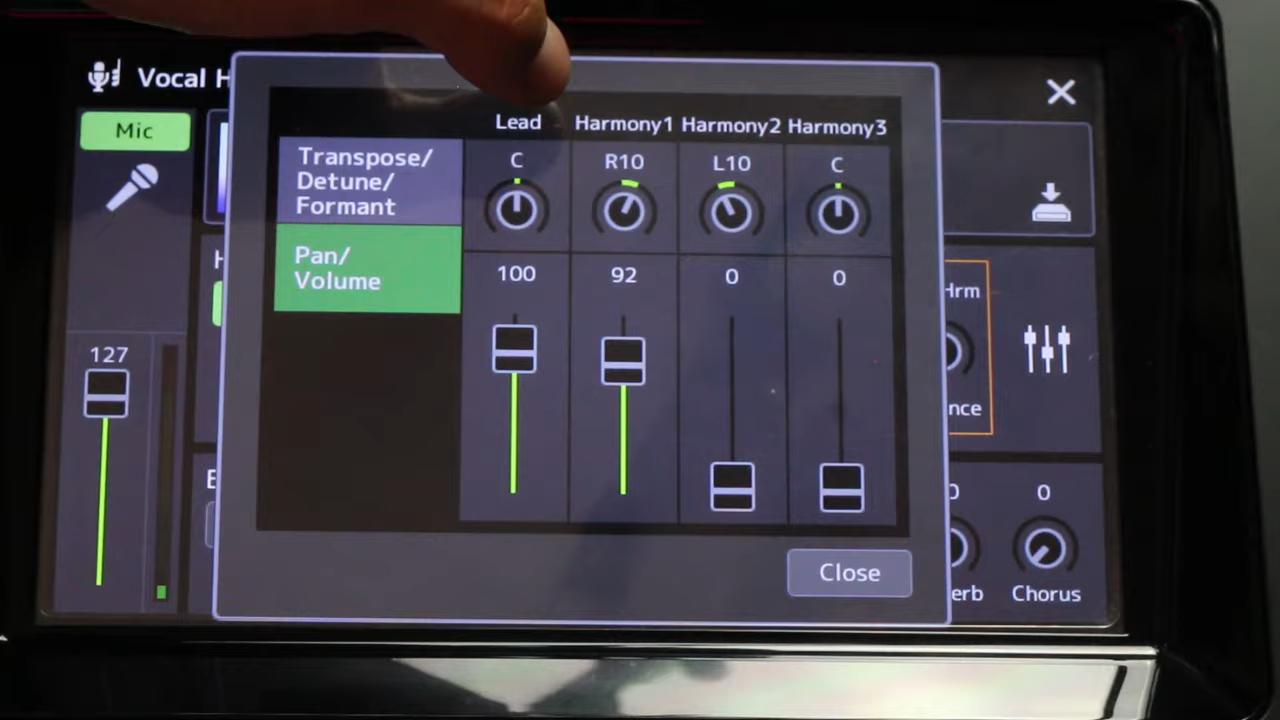 Vocal H
Mic
127
Lead Harmony1 Harmony2 Harmony3
Transpose/
Detune/
Formant
Pan/
Volume
C R10 L10 C
100 92 0 0
Hrm
nce
0
erb Chorus
Close